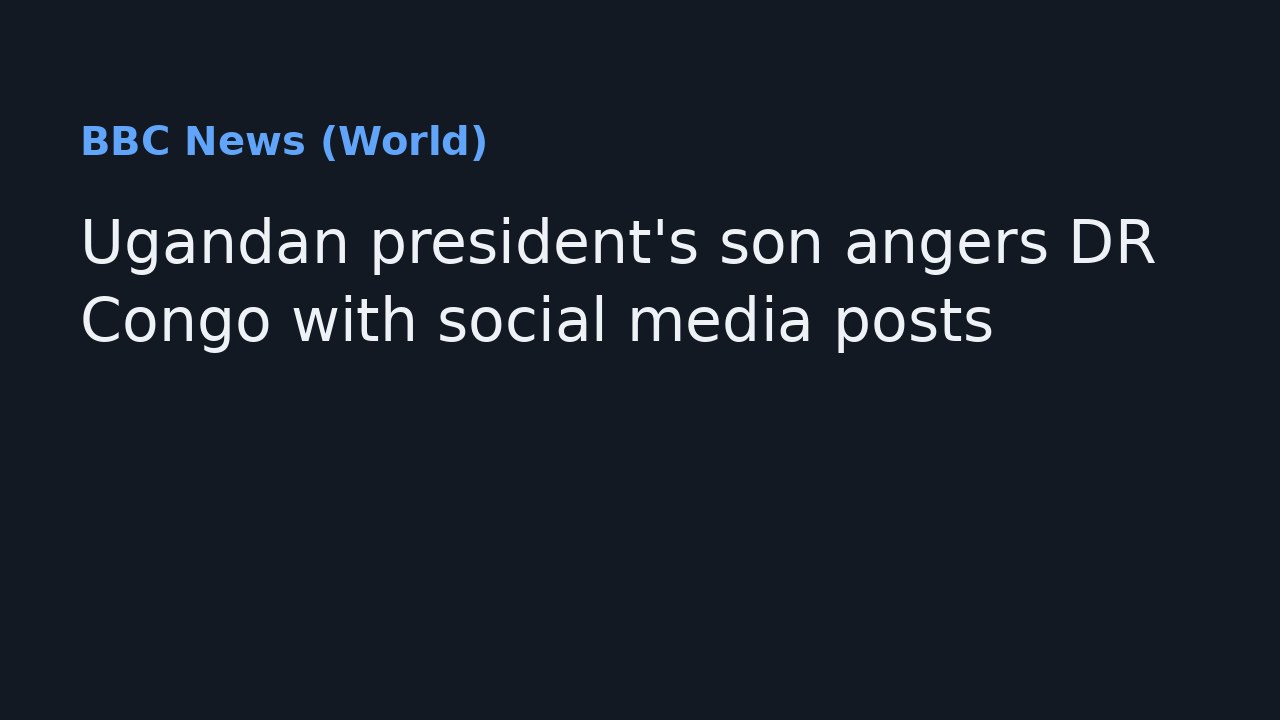 BBC News (World)
Ugandan president's son angers DR
Congo with social media posts